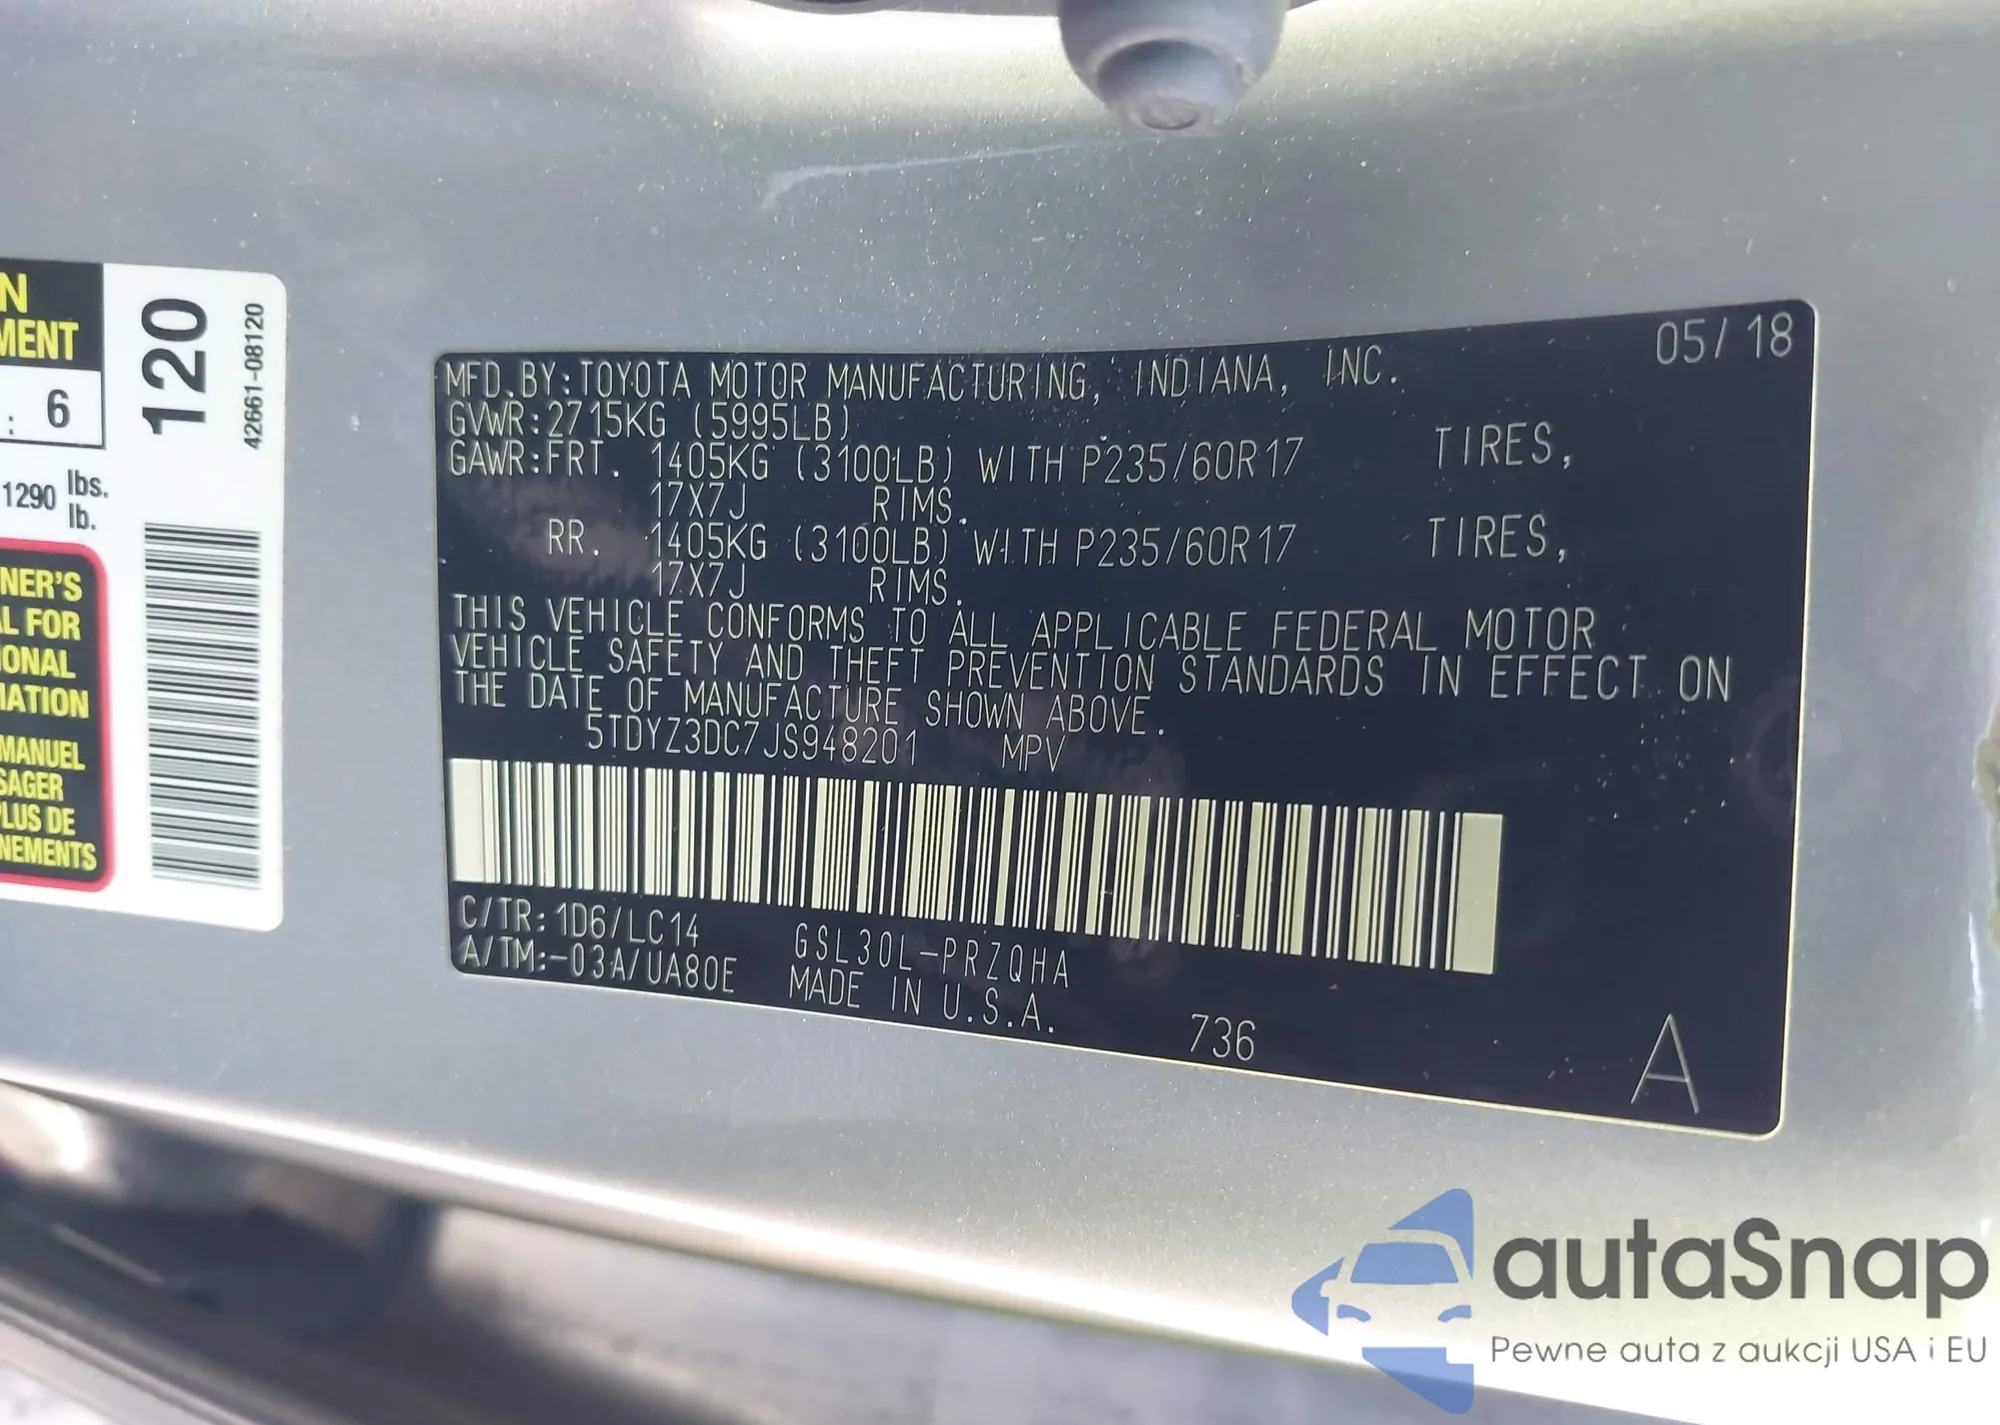 N
MENT
: 6
1290 lbs.
lb.
NER'S
L FOR
IONAL
MATION
MANUEL
SAGER
PLUS DE
NEMENTS
120
42661-08120
05/18
MFD.BY:TOYOTA MOTOR MANUFACTURING, INDIANA, INC.
GVWR:2715KG (5995LB)
GAWR:FRT. 1405KG (3100LB) WITH P235/60R17 TIRES,
17X7J RIMS.
RR. 1405KG (3100LB) WITH P235/60R17 TIRES,
17X7J RIMS.
THIS VEHICLE CONFORMS TO ALL APPLICABLE FEDERAL MOTOR
VEHICLE SAFETY AND THEFT PREVENTION STANDARDS IN EFFECT ON
THE DATE OF MANUFACTURE SHOWN ABOVE.
5TDYZ3DC7JS948201 MPV
C/TR:1D6/LC14 GSL30L-PRZQHA
A/TM:-03A/UA80E MADE IN U.S.A.
736
A
autaSnap
Pewne auta z aukcji USA i EU